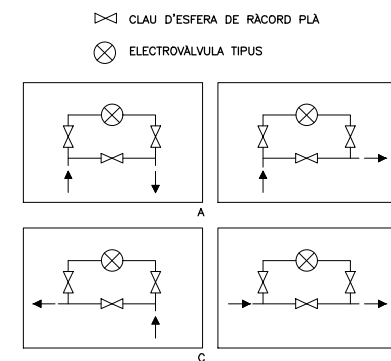 CLAU D'ESFERA DE RÀCORD PLÀ
ELECTROVÀLVULA TIPUS
A
C